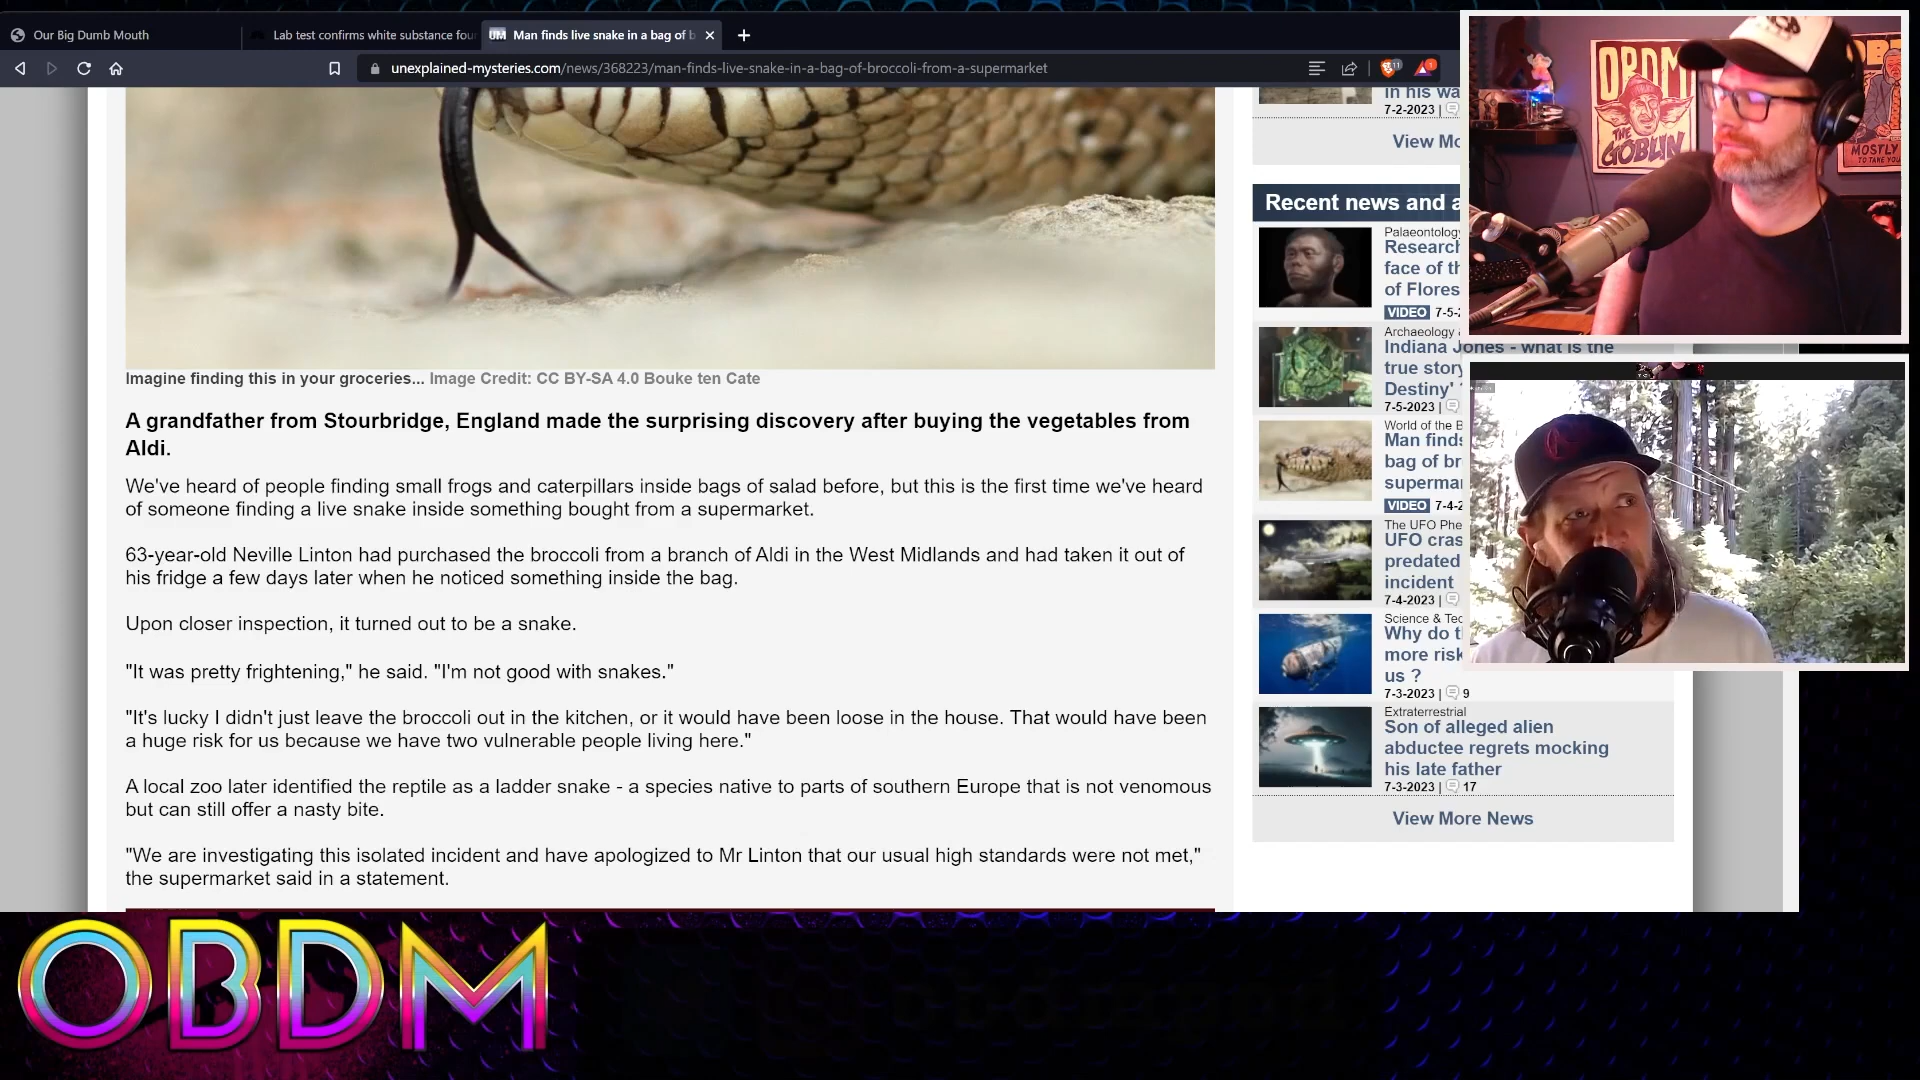 Our Big Dumb Mouth
Lab test confirms white substance fou
UM Man finds live snake in a bag of b
unexplained-mysteries.com/news/368223/man-finds-live-snake-in-a-bag-of-broccoli-from-a-supermarket
Imagine finding this in your groceries... Image Credit: CC BY-SA 4.0 Bouke ten Cate
A grandfather from Stourbridge, England made the surprising discovery after buying the vegetables from
Aldi.
We've heard of people finding small frogs and caterpillars inside bags of salad before, but this is the first time we've heard
of someone finding a live snake inside something bought from a supermarket.
63-year-old Neville Linton had purchased the broccoli from a branch of Aldi in the West Midlands and had taken it out of
his fridge a few days later when he noticed something inside the bag.
Upon closer inspection, it turned out to be a snake.
"It was pretty frightening," he said. "I'm not good with snakes."
"It's lucky I didn't just leave the broccoli out in the kitchen, or it would have been loose in the house. That would have been
a huge risk for us because we have two vulnerable people living here."
A local zoo later identified the reptile as a ladder snake - a species native to parts of southern Europe that is not venomous
but can still offer a nasty bite.
"We are investigating this isolated incident and have apologized to Mr Linton that our usual high standards were not met,"
the supermarket said in a statement.
in his wa
7-2-2023 |
View Mo
Recent news and a
Palaeontology
Research
face of th
of Flores
VIDEO 7-5-2
Archaeology
Indiana Jones - what is the
true story
Destiny'
7-5-2023 |
World of the B
Man finds
bag of br
supermar
VIDEO 7-4-2
The UFO Phe
UFO cras
predated
incident
7-4-2023 |
Science & Tec
Why do t
more risk
us ?
7-3-2023 | 9
Extraterrestrial
Son of alleged alien
abductee regrets mocking
his late father
7-3-2023 | 17
View More News
OBDM
THE
GOBLIN
MOSTLY
TO TAKE YOU
OBDM